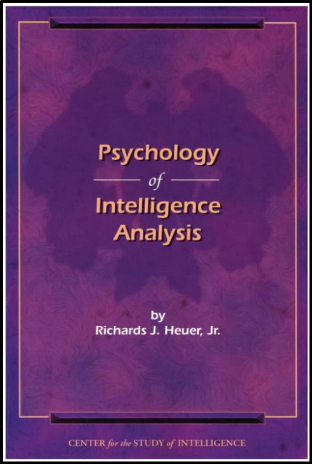 Psychology
of
Intelligence
Analysis
by
Richards J. Heuer, Jr.
CENTER for the STUDY of INTELLIGENCE